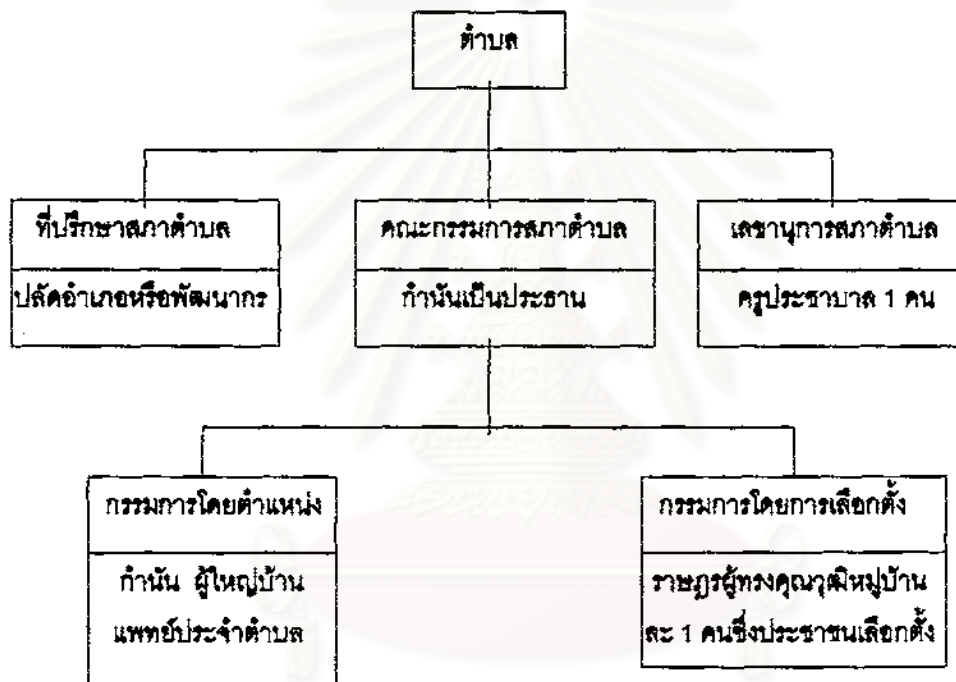 ตำบล
ที่ปรึกษาสภาตำบล
ปลัดอำเภอหรือพัฒนากร
คณะกรรมการสภาตำบล
กำนันเป็นประธาน
เลขานุการสภาตำบล
ครูประชาบาล 1 คน
กรรมการโดยตำแหน่ง
กำนัน ผู้ใหญ่บ้าน
แพทย์ประจำตำบล
กรรมการโดยการเลือกตั้ง
ราษฎรผู้ทรงคุณวุฒิหมู่บ้าน
ละ 1 คนซึ่งประชาชนเลือกตั้ง